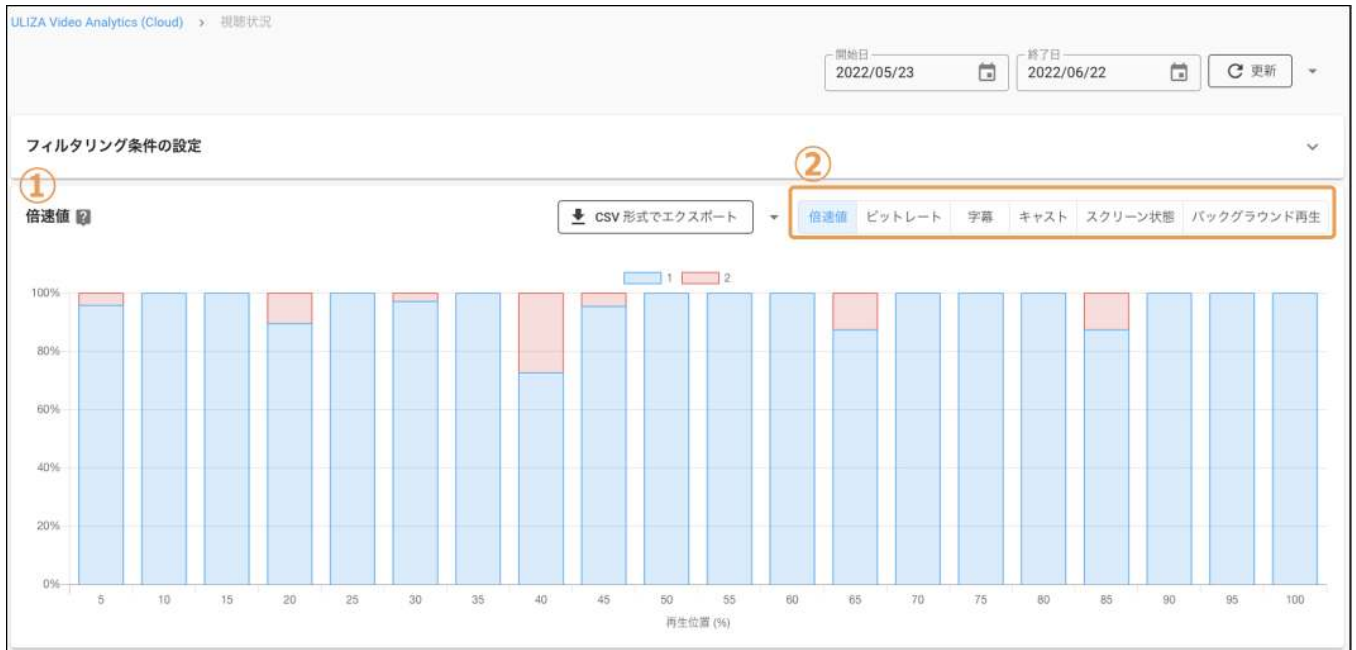 ULIZA Video Analytics (Cloud) › 視聴状況
開始日
2022/05/23
終了日
2022/06/22
更新
フィルタリング条件の設定
①
②
倍速値 ?
CSV 形式でエクスポート
倍速値 ビットレート 字幕 キャスト スクリーン状態 バックグラウンド再生
1 2
100%
80%
60%
40%
20%
0%
5 10 15 20 25 30 35 40 45 50 55 60 65 70 75 80 85 90 95 100
再生位置 (%)